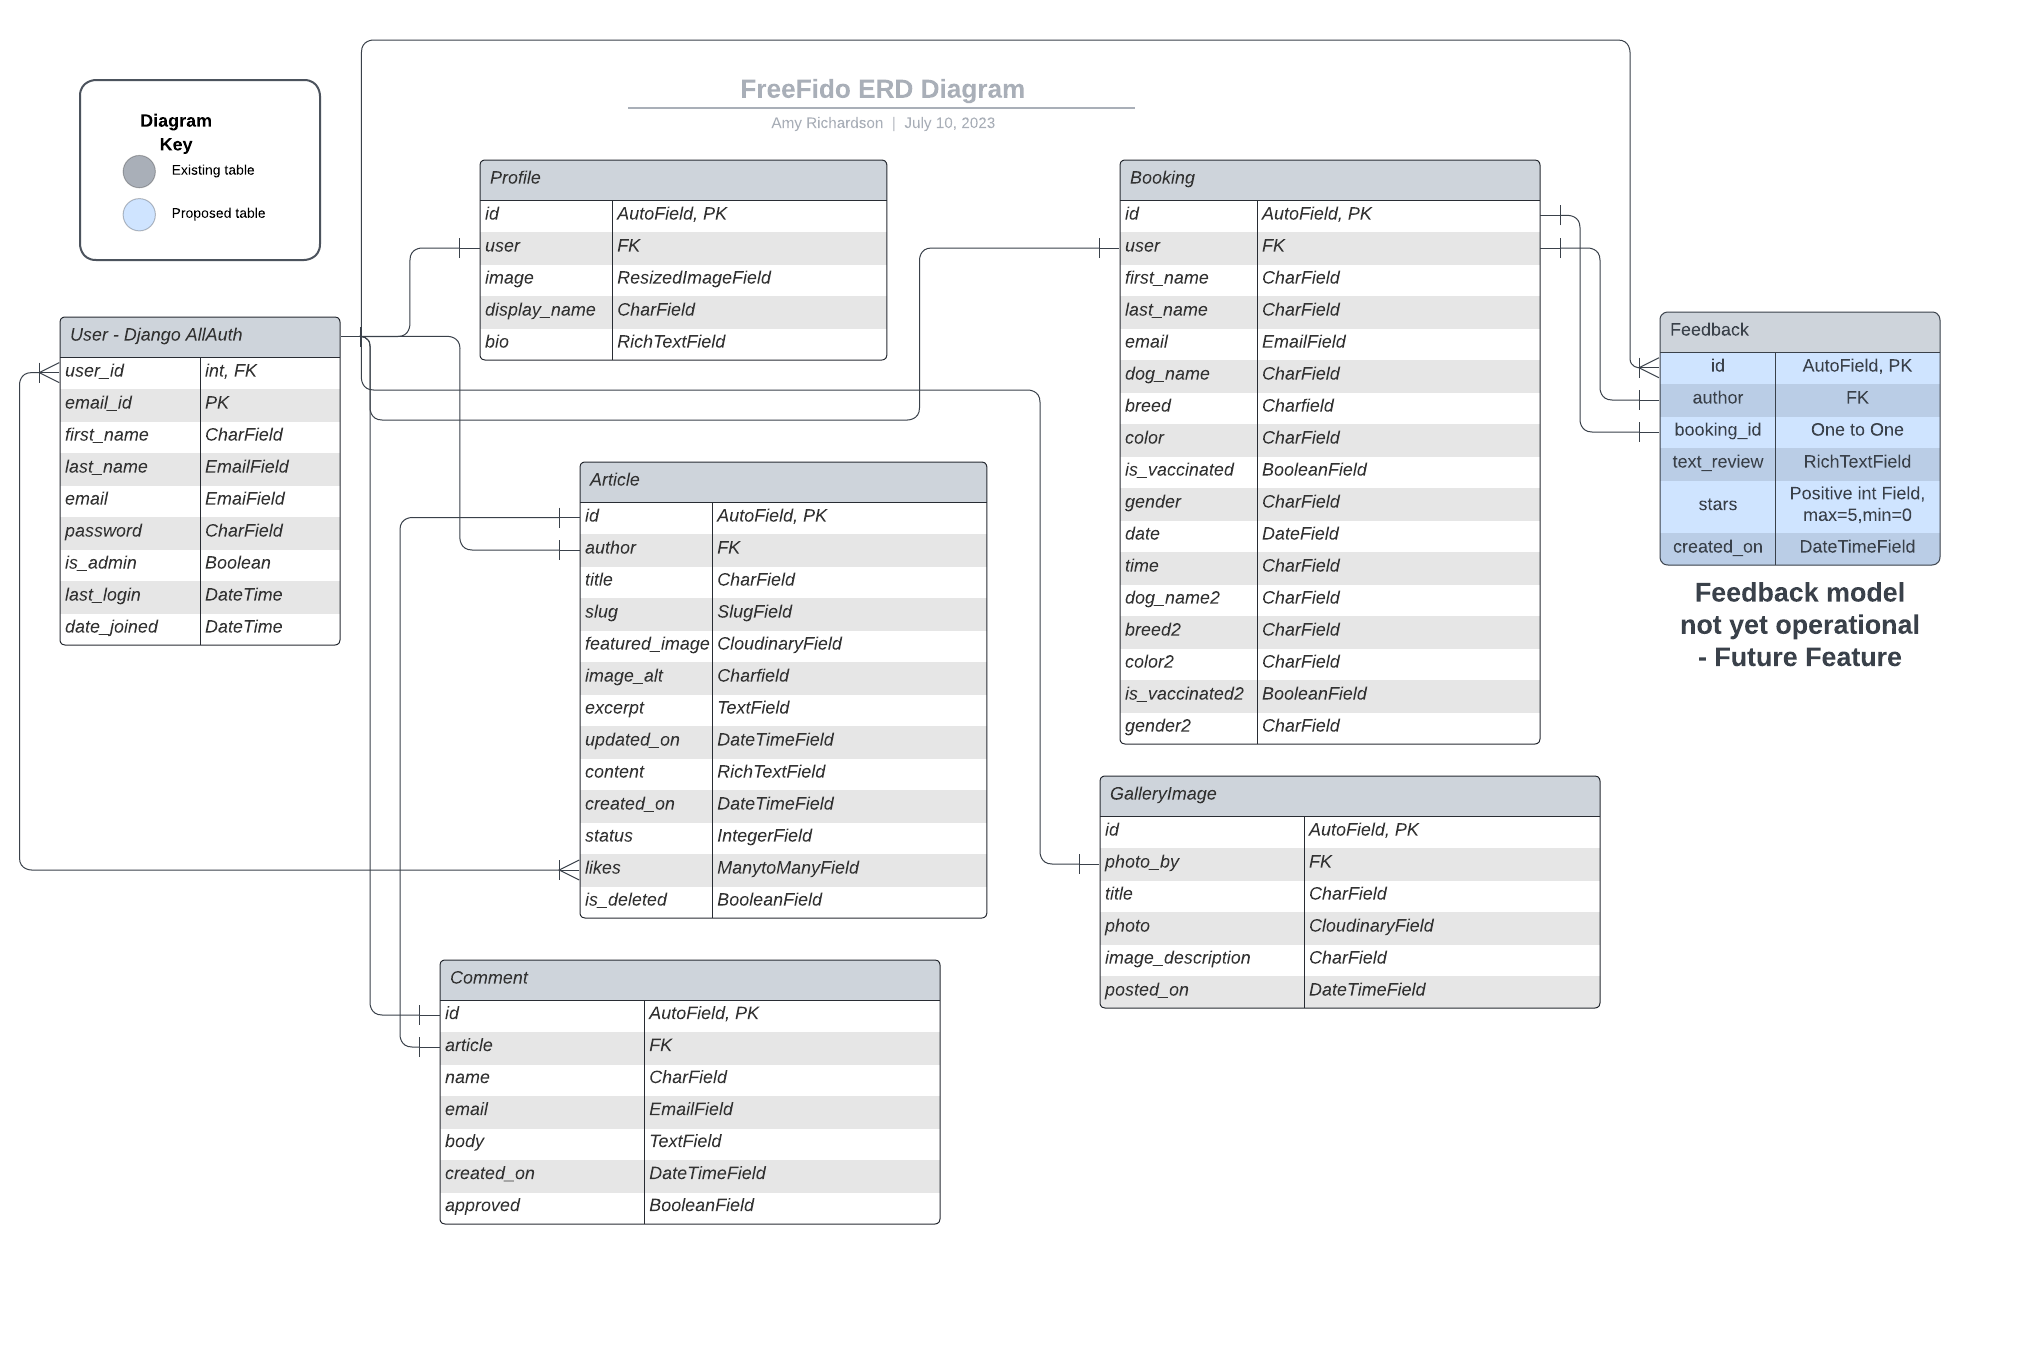 FreeFido ERD Diagram
Amy Richardson | July 10, 2023
Diagram
Key
Existing table
Proposed table
Profile
id AutoField, PK
user FK
image ResizedImageField
display_name CharField
bio RichTextField
Booking
id AutoField, PK
user FK
first_name CharField
last_name CharField
email EmailField
dog_name CharField
breed Charfield
color CharField
is_vaccinated BooleanField
gender CharField
date DateField
time CharField
dog_name2 CharField
breed2 CharField
color2 CharField
is_vaccinated2 BooleanField
gender2 CharField
User - Django AllAuth
user_id int, FK
email_id PK
first_name CharField
last_name EmailField
email EmaiField
password CharField
is_admin Boolean
last_login DateTime
date_joined DateTime
Feedback
id AutoField, PK
author FK
booking_id One to One
text_review RichTextField
stars Positive int Field,
max=5,min=0
created_on DateTimeField
Feedback model
not yet operational
- Future Feature
Article
id AutoField, PK
author FK
title CharField
slug SlugField
featured_image CloudinaryField
image_alt Charfield
excerpt TextField
updated_on DateTimeField
content RichTextField
created_on DateTimeField
status IntegerField
likes ManytoManyField
is_deleted BooleanField
GalleryImage
id AutoField, PK
photo_by FK
title CharField
photo CloudinaryField
image_description CharField
posted_on DateTimeField
Comment
id AutoField, PK
article FK
name CharField
email EmailField
body TextField
created_on DateTimeField
approved BooleanField